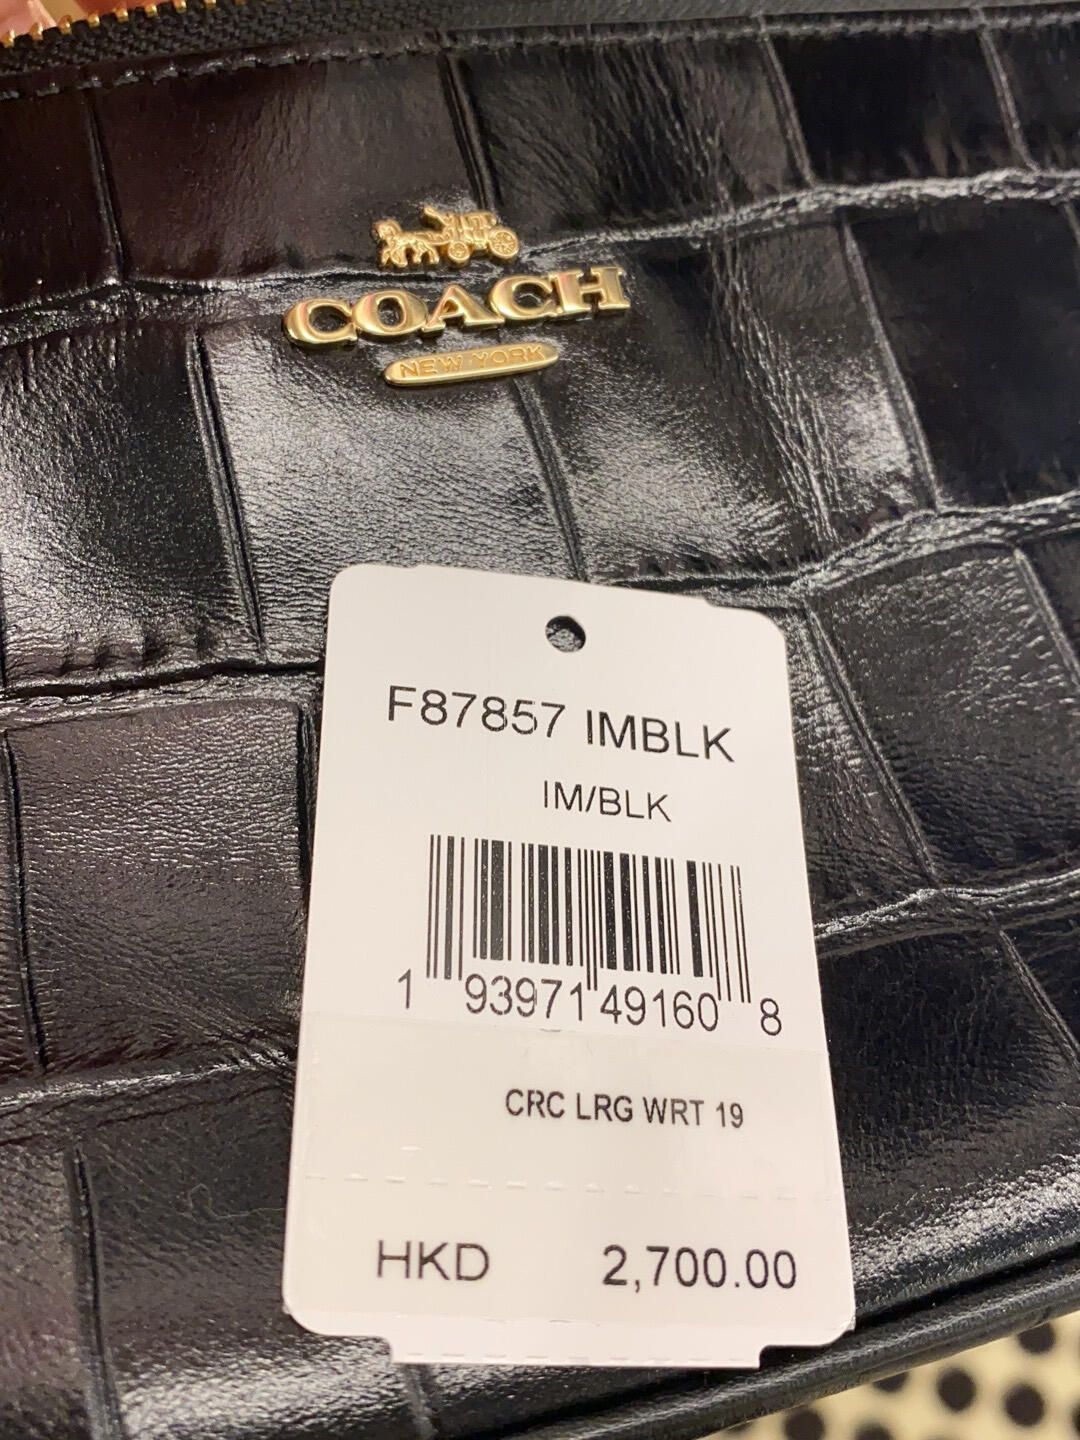 COACH
NEW YORK
F87857 IMBLK
IM/BLK
1 93971 49160 8
CRC LRG WRT 19
HKD 2,700.00